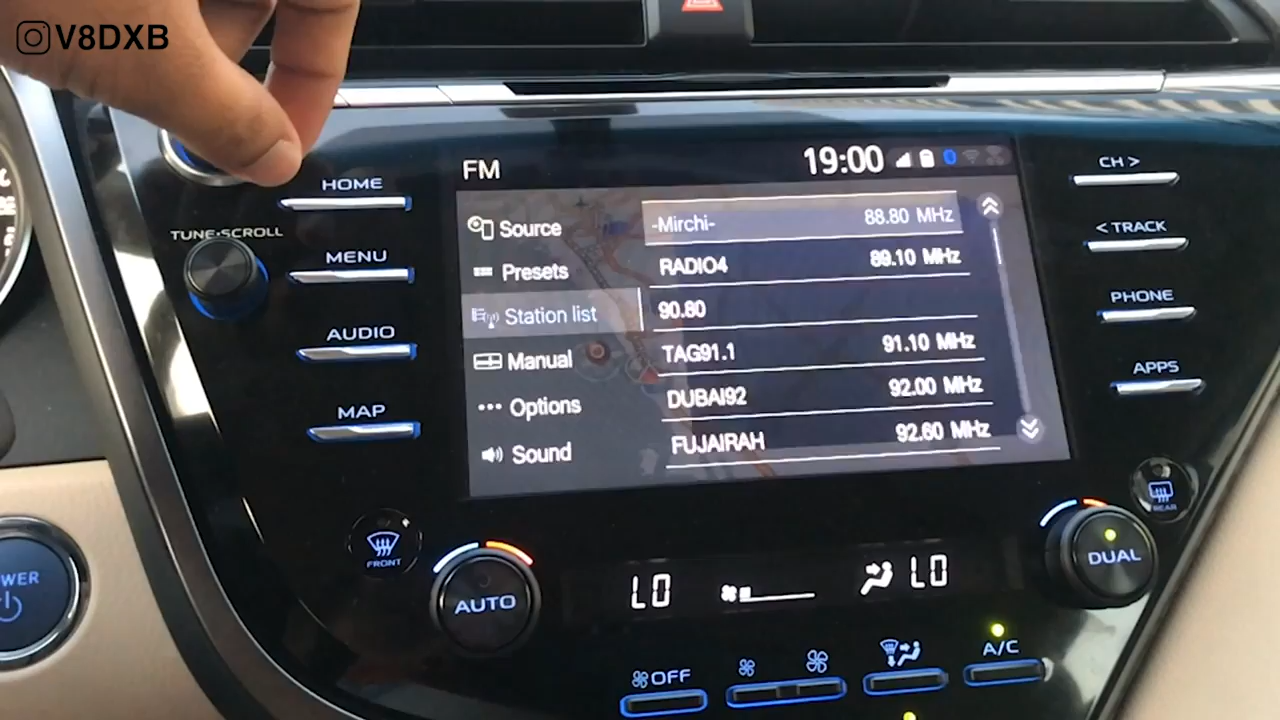 V8DXB
FM
19:00
HOME
TUNE·SCROLL
MENU
AUDIO
MAP
Source
Presets
Station list
Manual
Options
Sound
-Mirchi- 88.80 MHz
RADIO4 89.10 MHz
90.80
TAG91.1 91.10 MHz
DUBAI92 92.00 MHz
FUJAIRAH 92.60 MHz
CH >
< TRACK
PHONE
APPS
FRONT
REAR
AUTO
LO
LO
DUAL
OFF
A/C